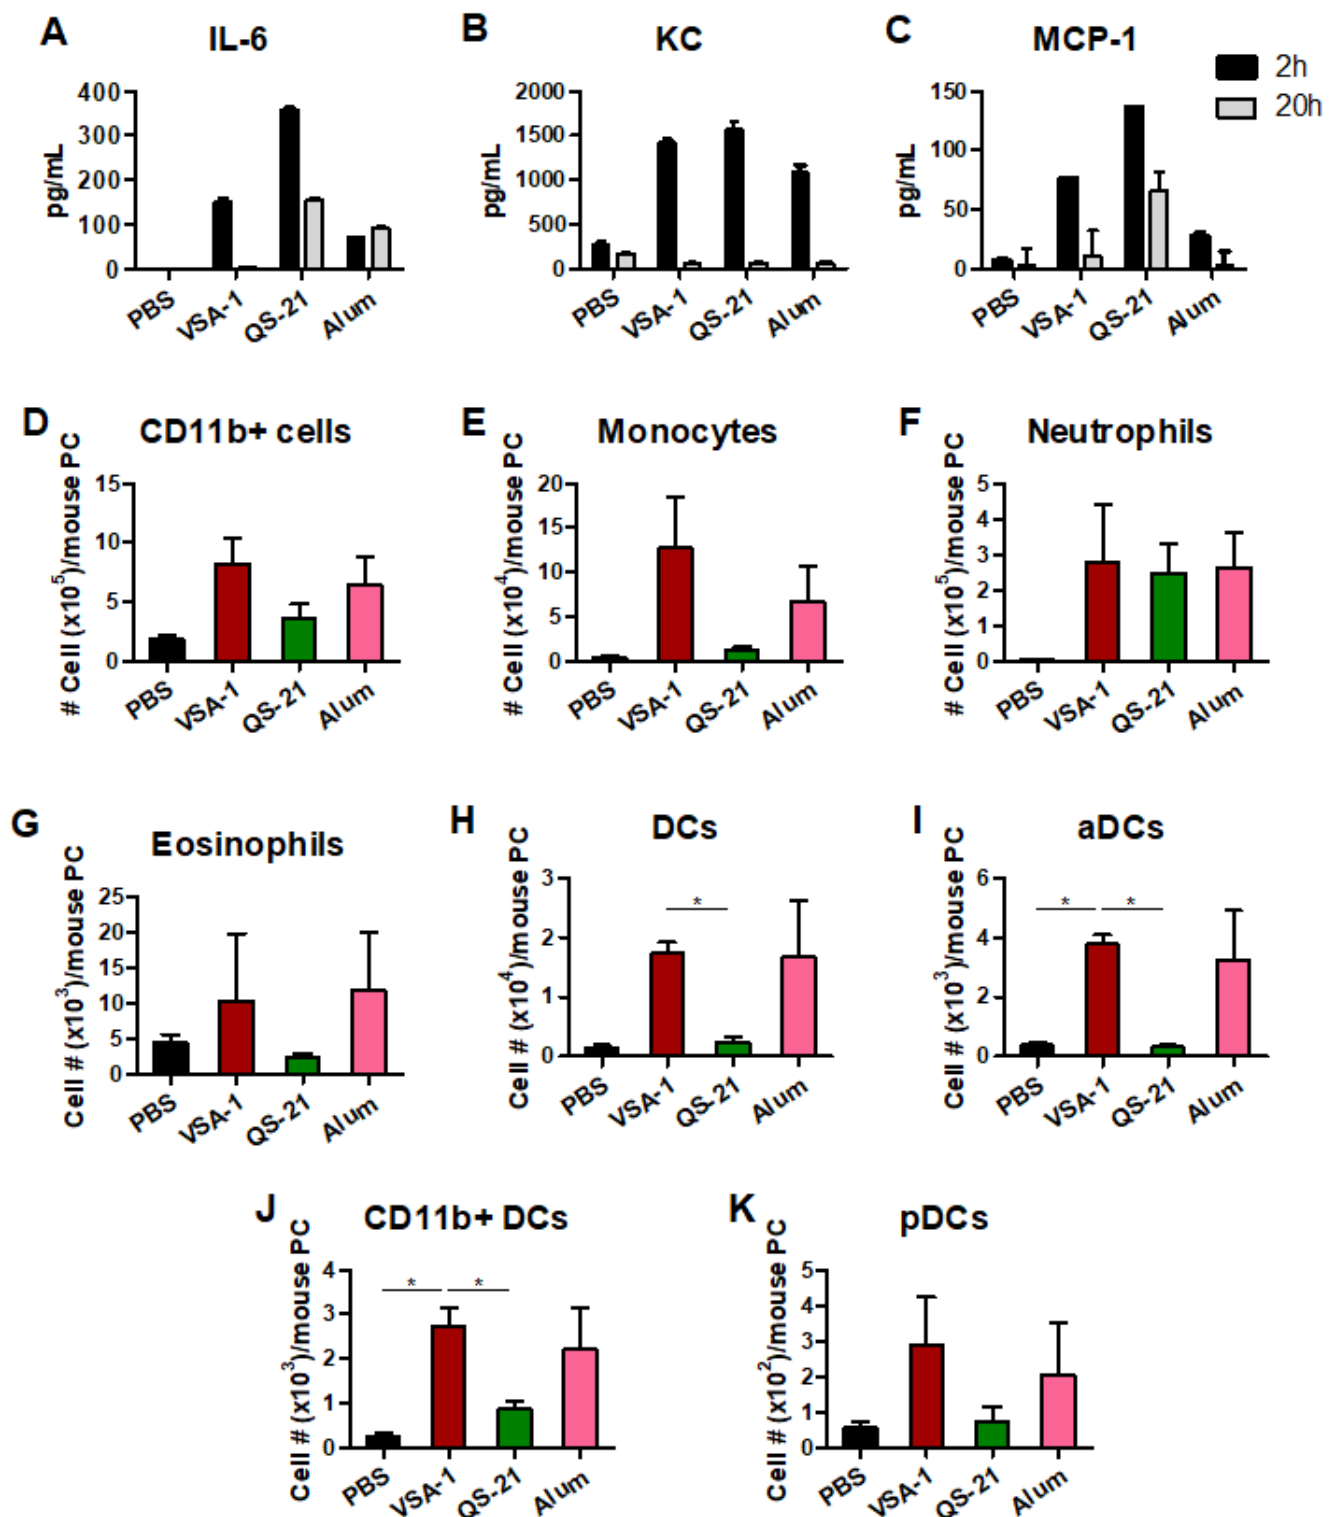 A IL-6
pg/mL
400
300
200
100
0
PBS VSA-1 QS-21 Alum
B KC
pg/mL
2000
1500
1000
500
0
PBS VSA-1 QS-21 Alum
C MCP-1
pg/mL
150
100
50
0
PBS VSA-1 QS-21 Alum
2h
20h
D CD11b+ cells
# Cell (x10⁵)/mouse PC
15
10
5
0
PBS VSA-1 QS-21 Alum
E Monocytes
# Cell (x10⁴)/mouse PC
20
15
10
5
0
PBS VSA-1 QS-21 Alum
F Neutrophils
# Cell (x10⁵)/mouse PC
5
4
3
2
1
0
PBS VSA-1 QS-21 Alum
G Eosinophils
Cell # (x10³)/mouse PC
25
20
15
10
5
0
PBS VSA-1 QS-21 Alum
H DCs
Cell # (x10⁴)/mouse PC
3
2
1
0
*
PBS VSA-1 QS-21 Alum
I aDCs
Cell # (x10³)/mouse PC
6
4
2
0
* *
PBS VSA-1 QS-21 Alum
J CD11b+ DCs
Cell # (x10³)/mouse PC
4
3
2
1
0
* *
PBS VSA-1 QS-21 Alum
K pDCs
Cell # (x10²)/mouse PC
5
4
3
2
1
0
PBS VSA-1 QS-21 Alum